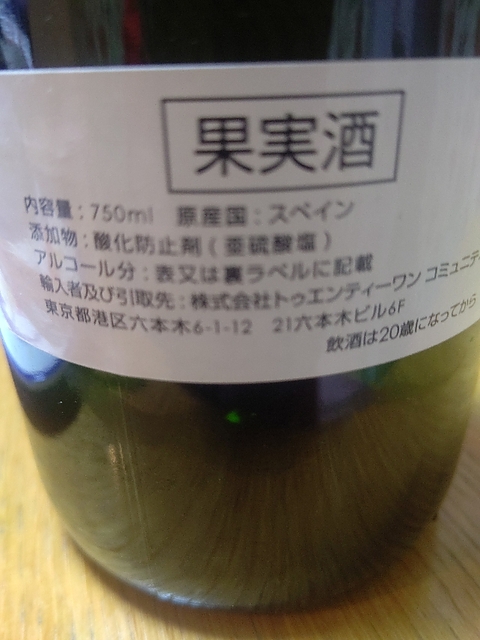 果実酒
内容量：750ml 原産国：スペイン
添加物：酸化防止剤（亜硫酸塩）
アルコール分：表又は裏ラベルに記載
輸入者及び引取先：株式会社トゥエンティーワン コミュニテ
東京都港区六本木6-1-12 21六本木ビル6F
飲酒は20歳になってから